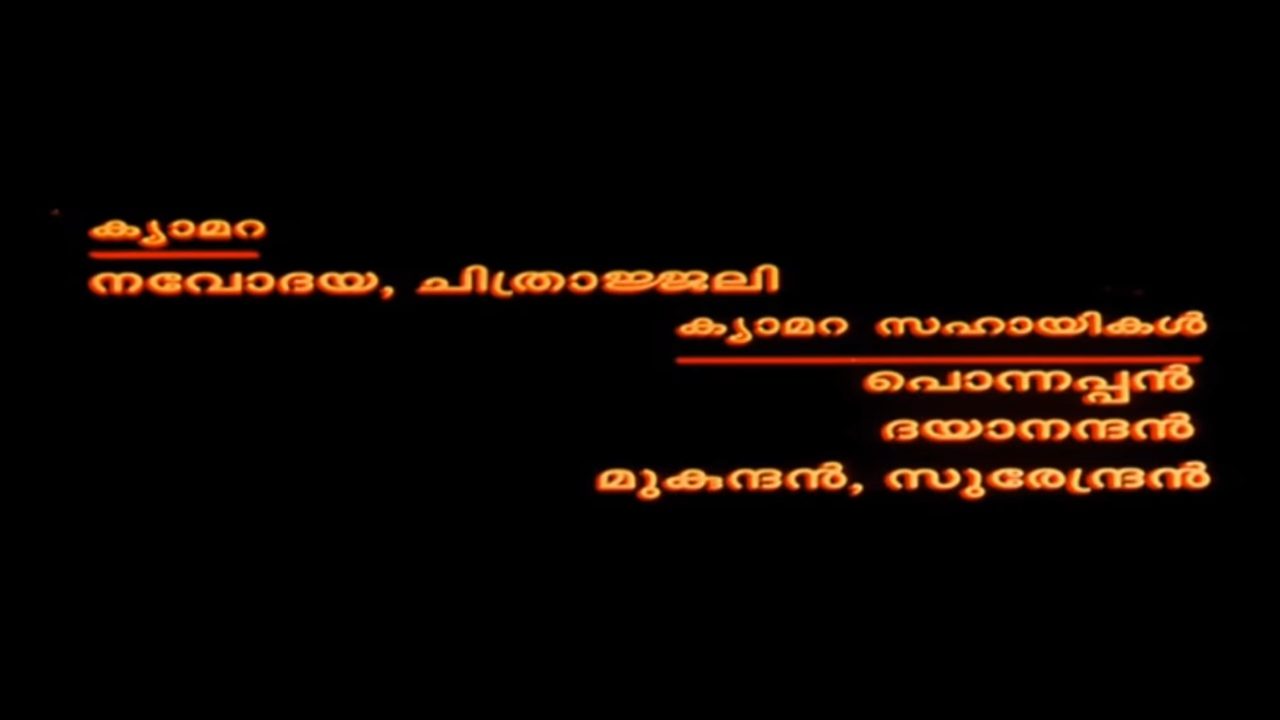 ക്യാമറ
നവോദയ, ചിത്രാജ്ജലി
ക്യാമറ സഹായികൾ
പൊന്നപ്പൻ
ദയാനന്ദൻ
മുകുന്ദൻ, സുരേന്ദ്രൻ